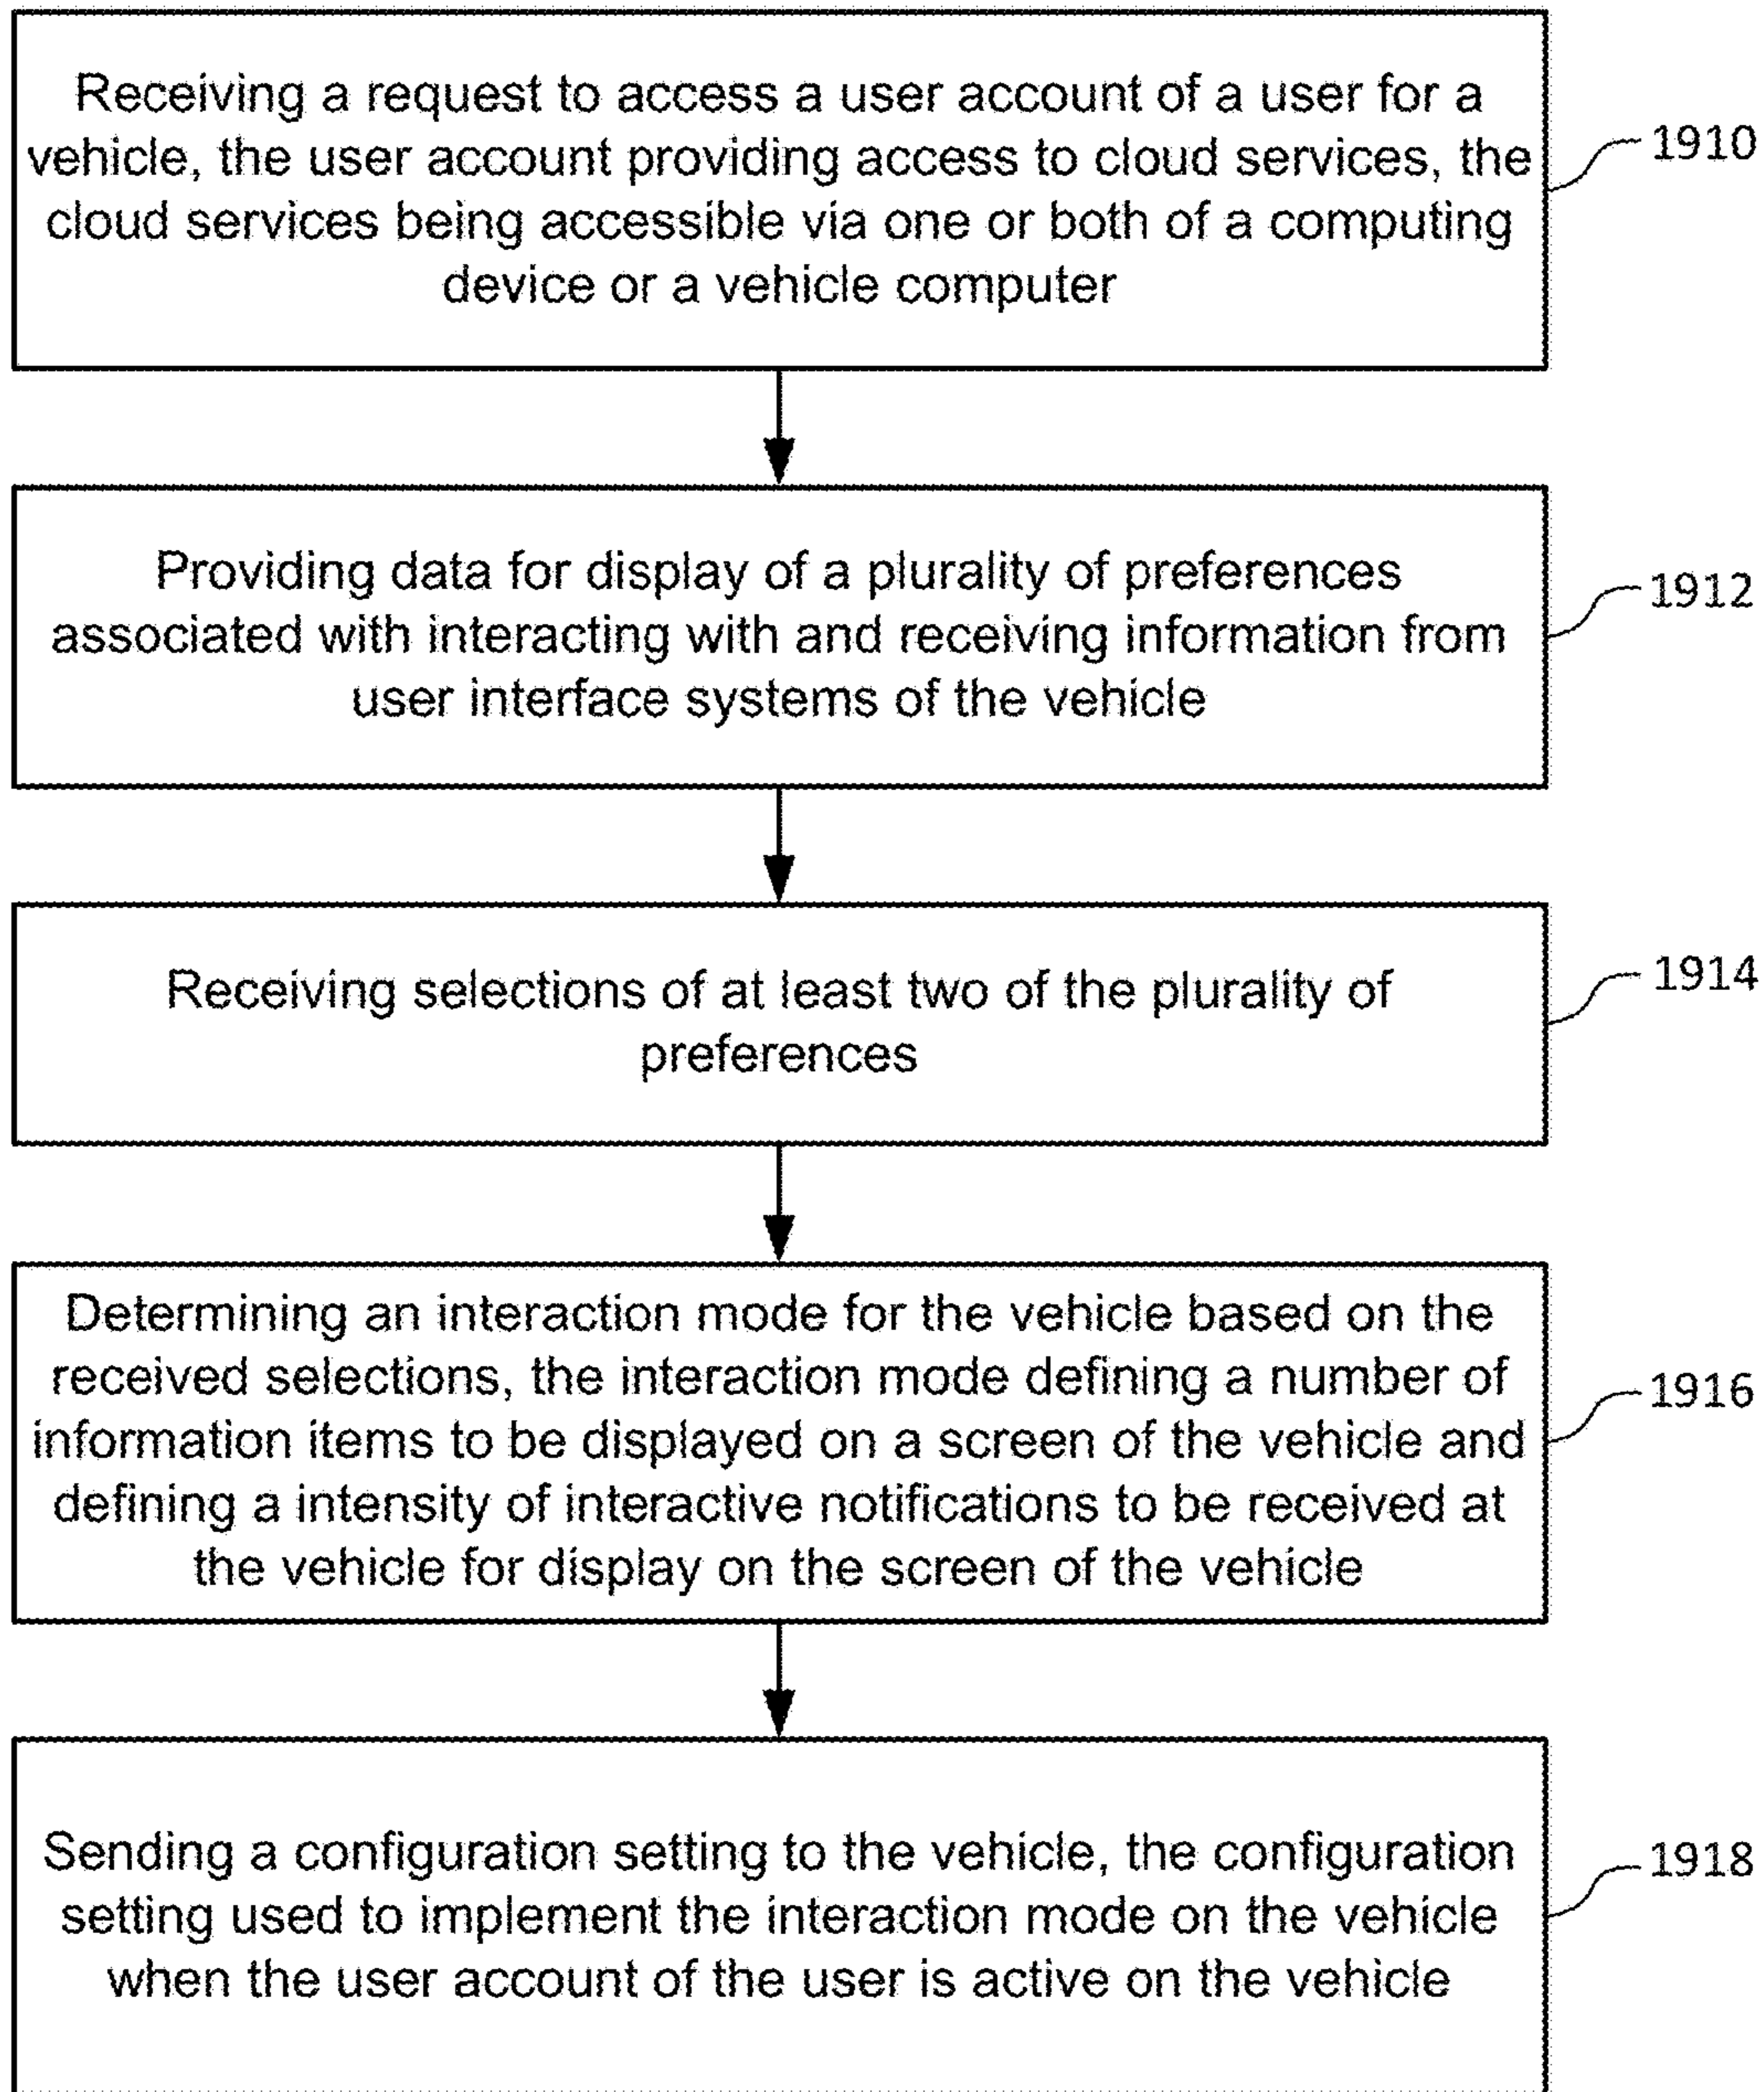 Receiving a request to access a user account of a user for a
vehicle, the user account providing access to cloud services, the
cloud services being accessible via one or both of a computing
device or a vehicle computer
1910
Providing data for display of a plurality of preferences
associated with interacting with and receiving information from
user interface systems of the vehicle
1912
Receiving selections of at least two of the plurality of
preferences
1914
Determining an interaction mode for the vehicle based on the
received selections, the interaction mode defining a number of
information items to be displayed on a screen of the vehicle and
defining a intensity of interactive notifications to be received at
the vehicle for display on the screen of the vehicle
1916
Sending a configuration setting to the vehicle, the configuration
setting used to implement the interaction mode on the vehicle
when the user account of the user is active on the vehicle
1918